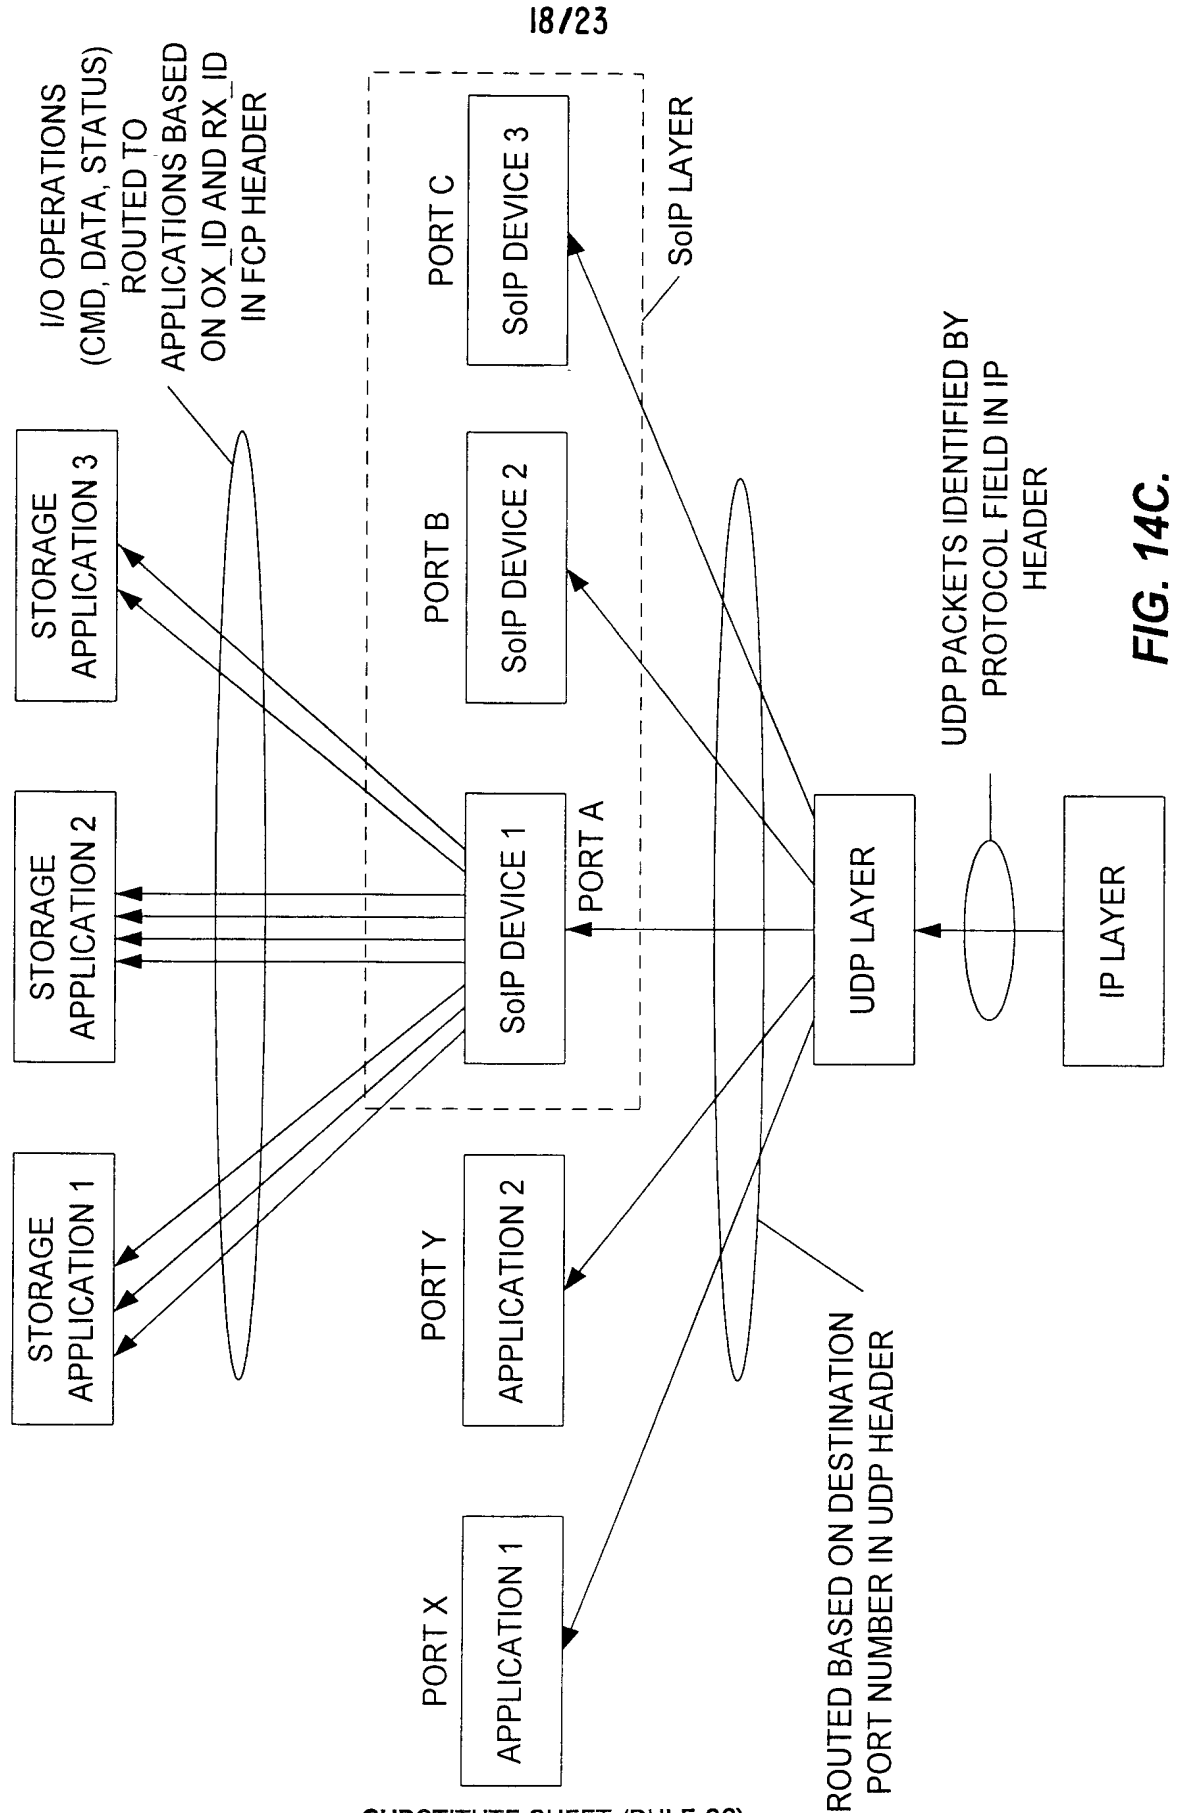 18/23
STORAGE
APPLICATION 1
STORAGE
APPLICATION 2
STORAGE
APPLICATION 3
I/O OPERATIONS
(CMD, DATA, STATUS)
ROUTED TO
APPLICATIONS BASED
ON OX_ID AND RX_ID
IN FCP HEADER
PORT X
APPLICATION 1
PORT Y
APPLICATION 2
SoIP DEVICE 1
PORT A
PORT B
SoIP DEVICE 2
PORT C
SoIP DEVICE 3
SoIP LAYER
ROUTED BASED ON DESTINATION
PORT NUMBER IN UDP HEADER
UDP LAYER
UDP PACKETS IDENTIFIED BY
PROTOCOL FIELD IN IP
HEADER
IP LAYER
FIG. 14C.